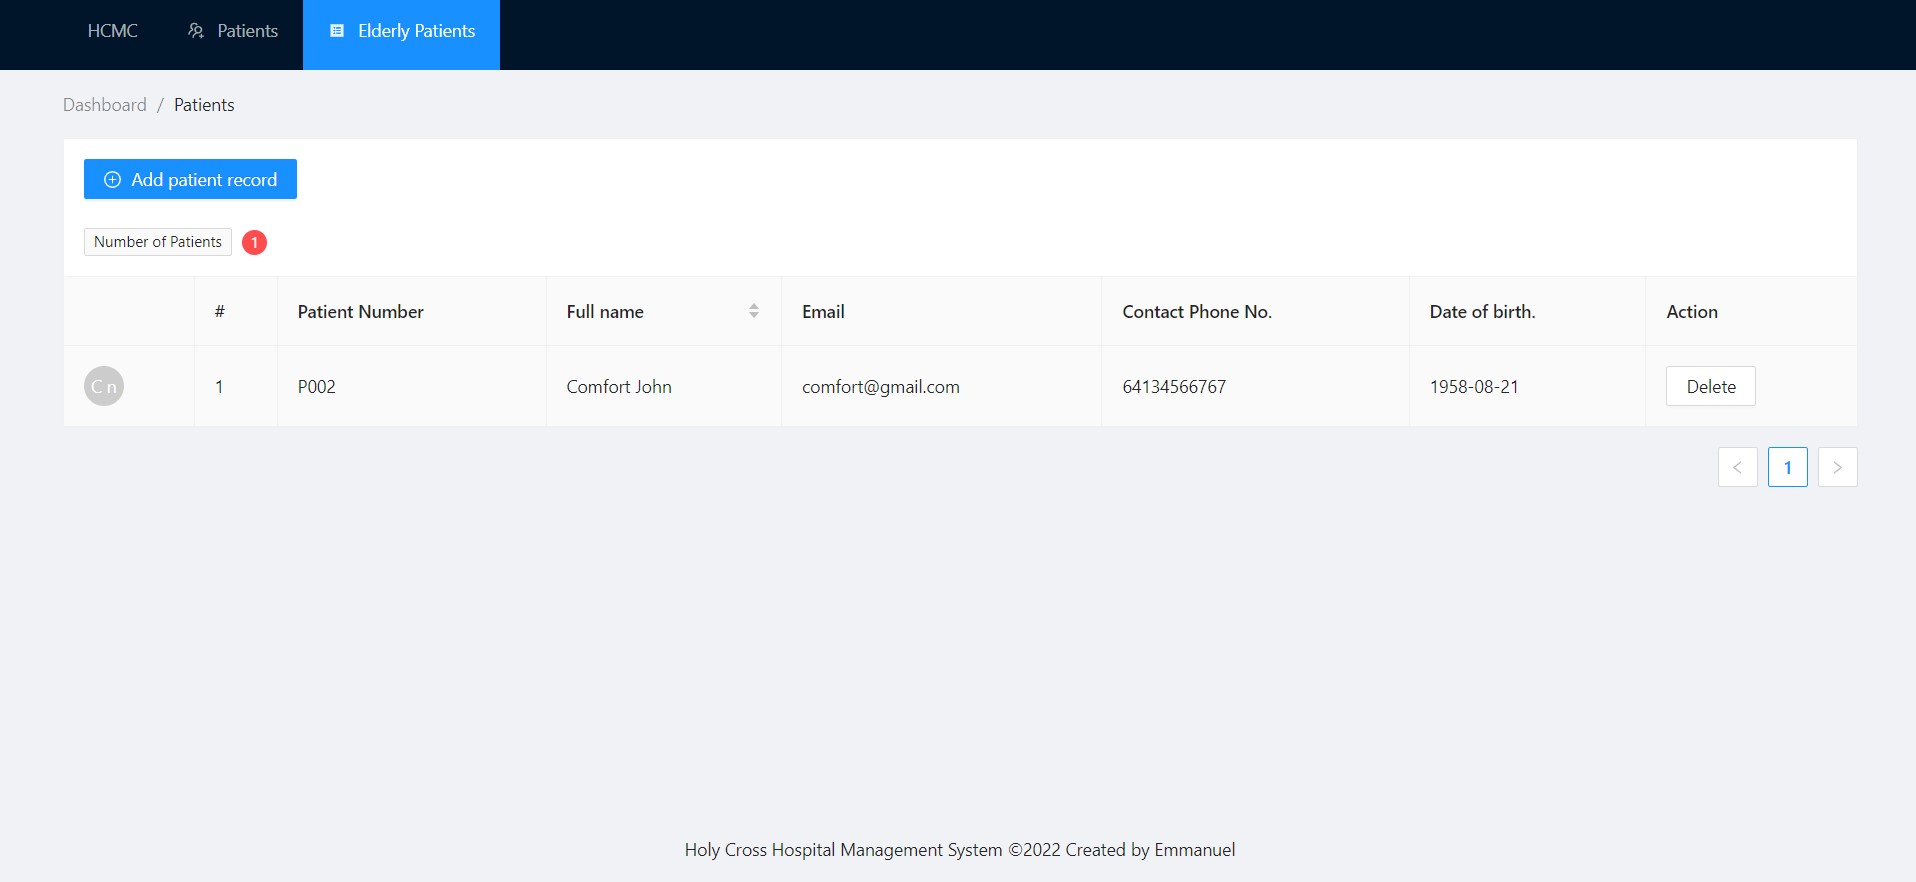 HCMC Patients Elderly Patients
Dashboard / Patients
Add patient record
Number of Patients 1
# Patient Number Full name Email Contact Phone No. Date of birth. Action
C n 1 P002 Comfort John comfort@gmail.com 64134566767 1958-08-21 Delete
< 1 >
Holy Cross Hospital Management System ©2022 Created by Emmanuel